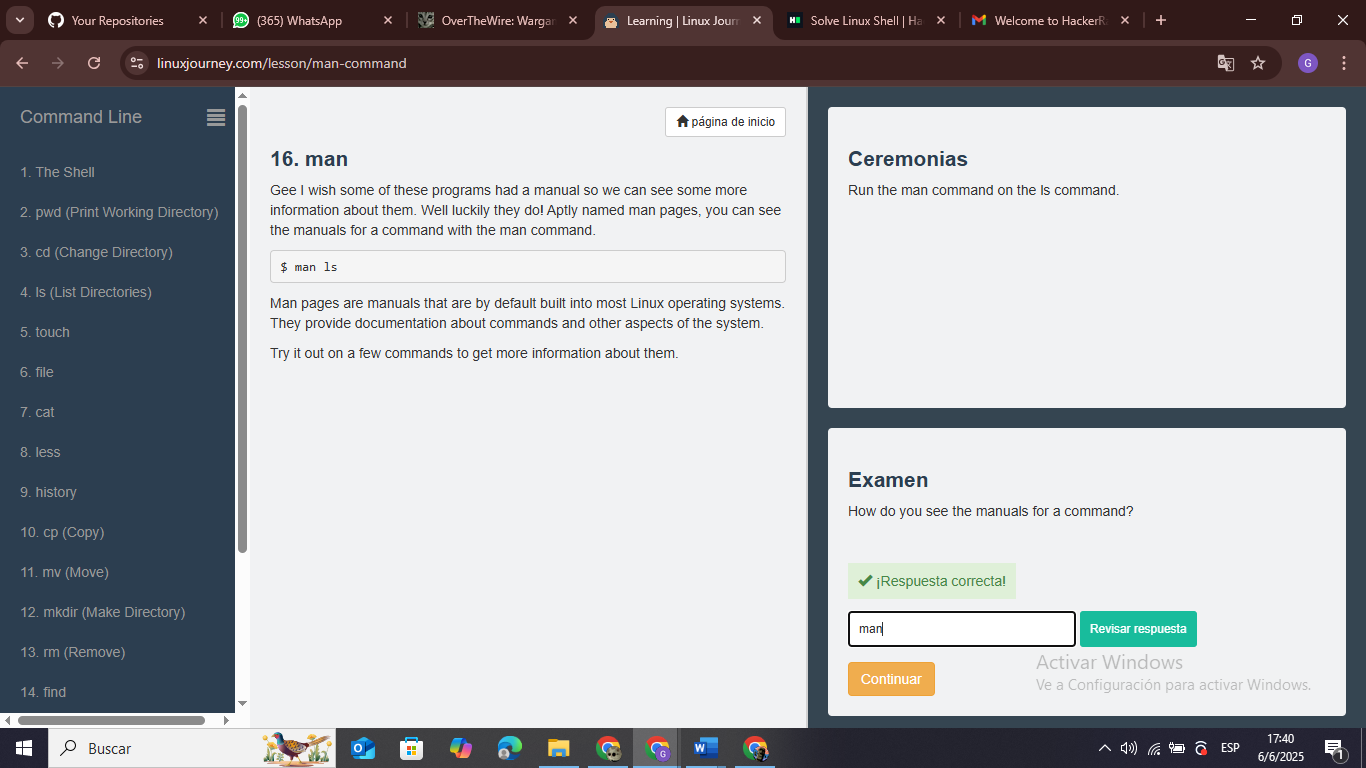 Your Repositories
99+
(365) WhatsApp
OverTheWire: Wargar
Learning | Linux Journ
Solve Linux Shell | Ha
Welcome to HackerRa
linuxjourney.com/lesson/man-command
G
Command Line
1. The Shell
2. pwd (Print Working Directory)
3. cd (Change Directory)
4. ls (List Directories)
5. touch
6. file
7. cat
8. less
9. history
10. cp (Copy)
11. mv (Move)
12. mkdir (Make Directory)
13. rm (Remove)
14. find
página de inicio
16. man
Gee I wish some of these programs had a manual so we can see some more
information about them. Well luckily they do! Aptly named man pages, you can see
the manuals for a command with the man command.
$ man ls
Man pages are manuals that are by default built into most Linux operating systems.
They provide documentation about commands and other aspects of the system.
Try it out on a few commands to get more information about them.
Ceremonias
Run the man command on the ls command.
Examen
How do you see the manuals for a command?
¡Respuesta correcta!
man
Revisar respuesta
Continuar
Activar Windows
Ve a Configuración para activar Windows.
Buscar
ESP
17:40
6/6/2025
1